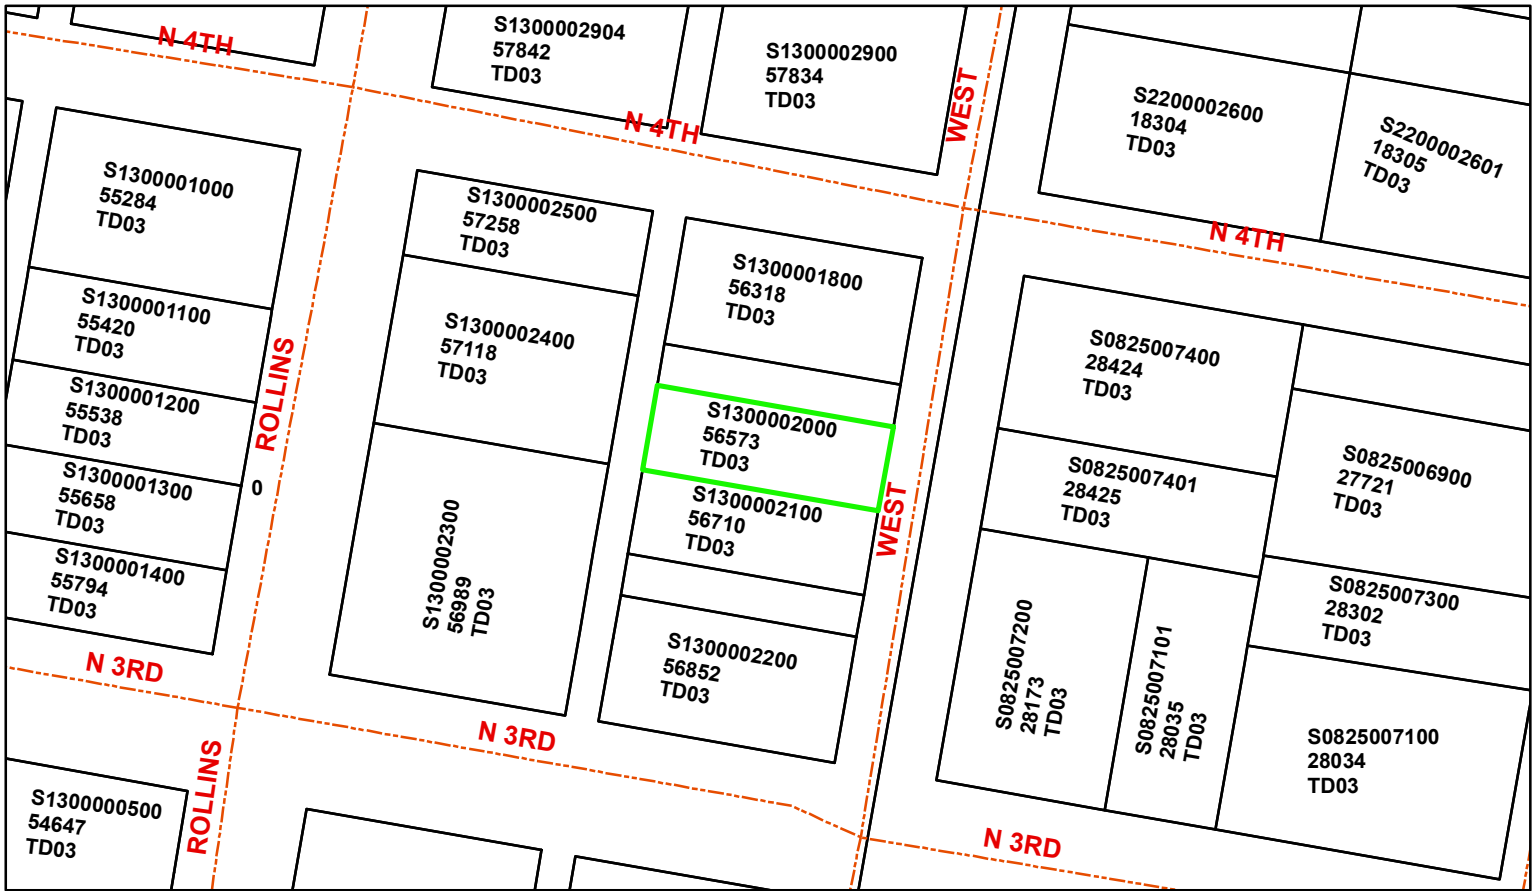 S1300002904
57842
TD03
S1300002900
57834
TD03
N 4TH
N 4TH
WEST
S2200002600
18304
TD03
S2200002601
18305
TD03
N 4TH
S1300001000
55284
TD03
S1300002500
57258
TD03
S1300001800
56318
TD03
S1300001100
55420
TD03
S1300002400
57118
TD03
S0825007400
28424
TD03
ROLLINS
S1300001200
55538
TD03
S1300002000
56573
TD03
S0825006900
27721
TD03
S1300001300
55658
TD03
0
S1300002100
56710
TD03
WEST
S0825007401
28425
TD03
S1300001400
55794
TD03
S1300002300
56989
TD03
S0825007300
28302
TD03
S1300002200
56852
TD03
S0825007200
28173
TD03
S0825007101
28035
TD03
N 3RD
N 3RD
S0825007100
28034
TD03
ROLLINS
S1300000500
54647
TD03
N 3RD